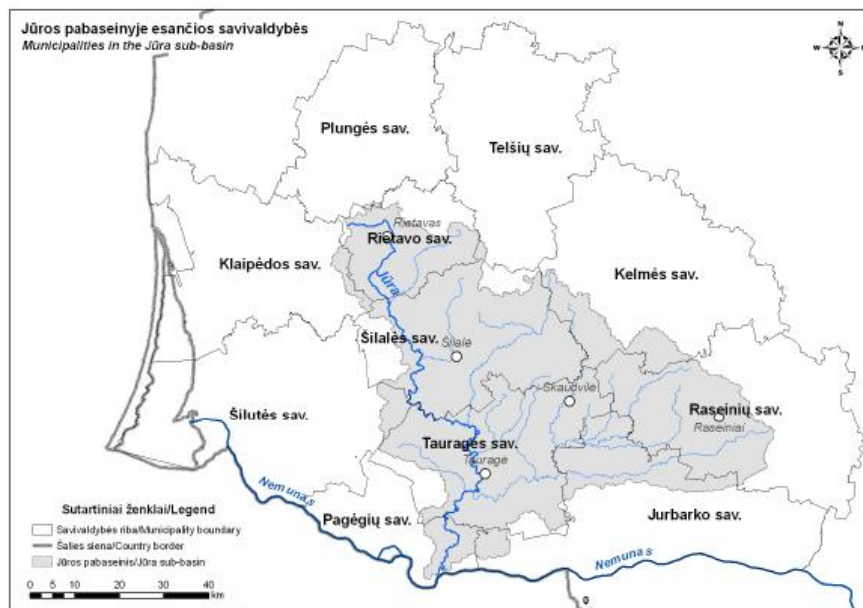 Jūros pabaseinyje esančios savivaldybės
Municipalities in the Jūra sub-basin
N
W
E
S
Plungės sav.
Telšių sav.
Rietavas
Rietavo sav.
Klaipėdos sav.
Kelmės sav.
Jūra
Šilalės sav.
Šilalė
Skaudvilė
Šilutės sav.
Raseinių sav.
Raseiniai
Tauragės sav.
Tauragė
Nemunas
Pagėgių sav.
Jurbarko sav.
Nemunas
Sutartiniai ženklai/Legend
Savivaldybės riba/Municipality boundary
Šalies siena/Country border
Jūros pabaseinis/Jūra sub-basin
0 10 20 30 40
km